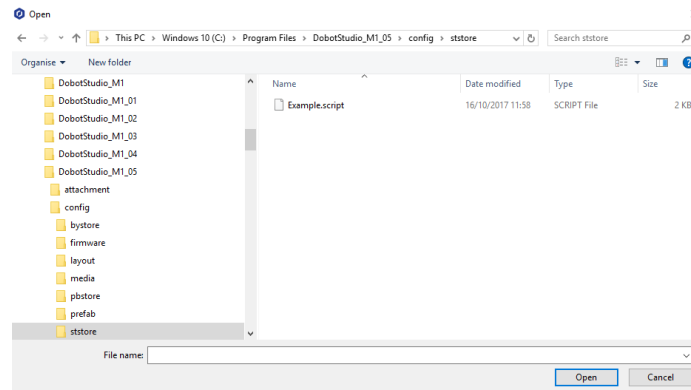 Open
This PC > Windows 10 (C:) > Program Files > DobotStudio_M1_05 > config > ststore
Search ststore
Organise New folder
Name Date modified Type Size
Example.script 16/10/2017 11:58 SCRIPT File 2 KB
DobotStudio_M1
DobotStudio_M1_01
DobotStudio_M1_02
DobotStudio_M1_03
DobotStudio_M1_04
DobotStudio_M1_05
attachment
config
bystore
firmware
layout
media
pbstore
prefab
ststore
File name:
Open Cancel